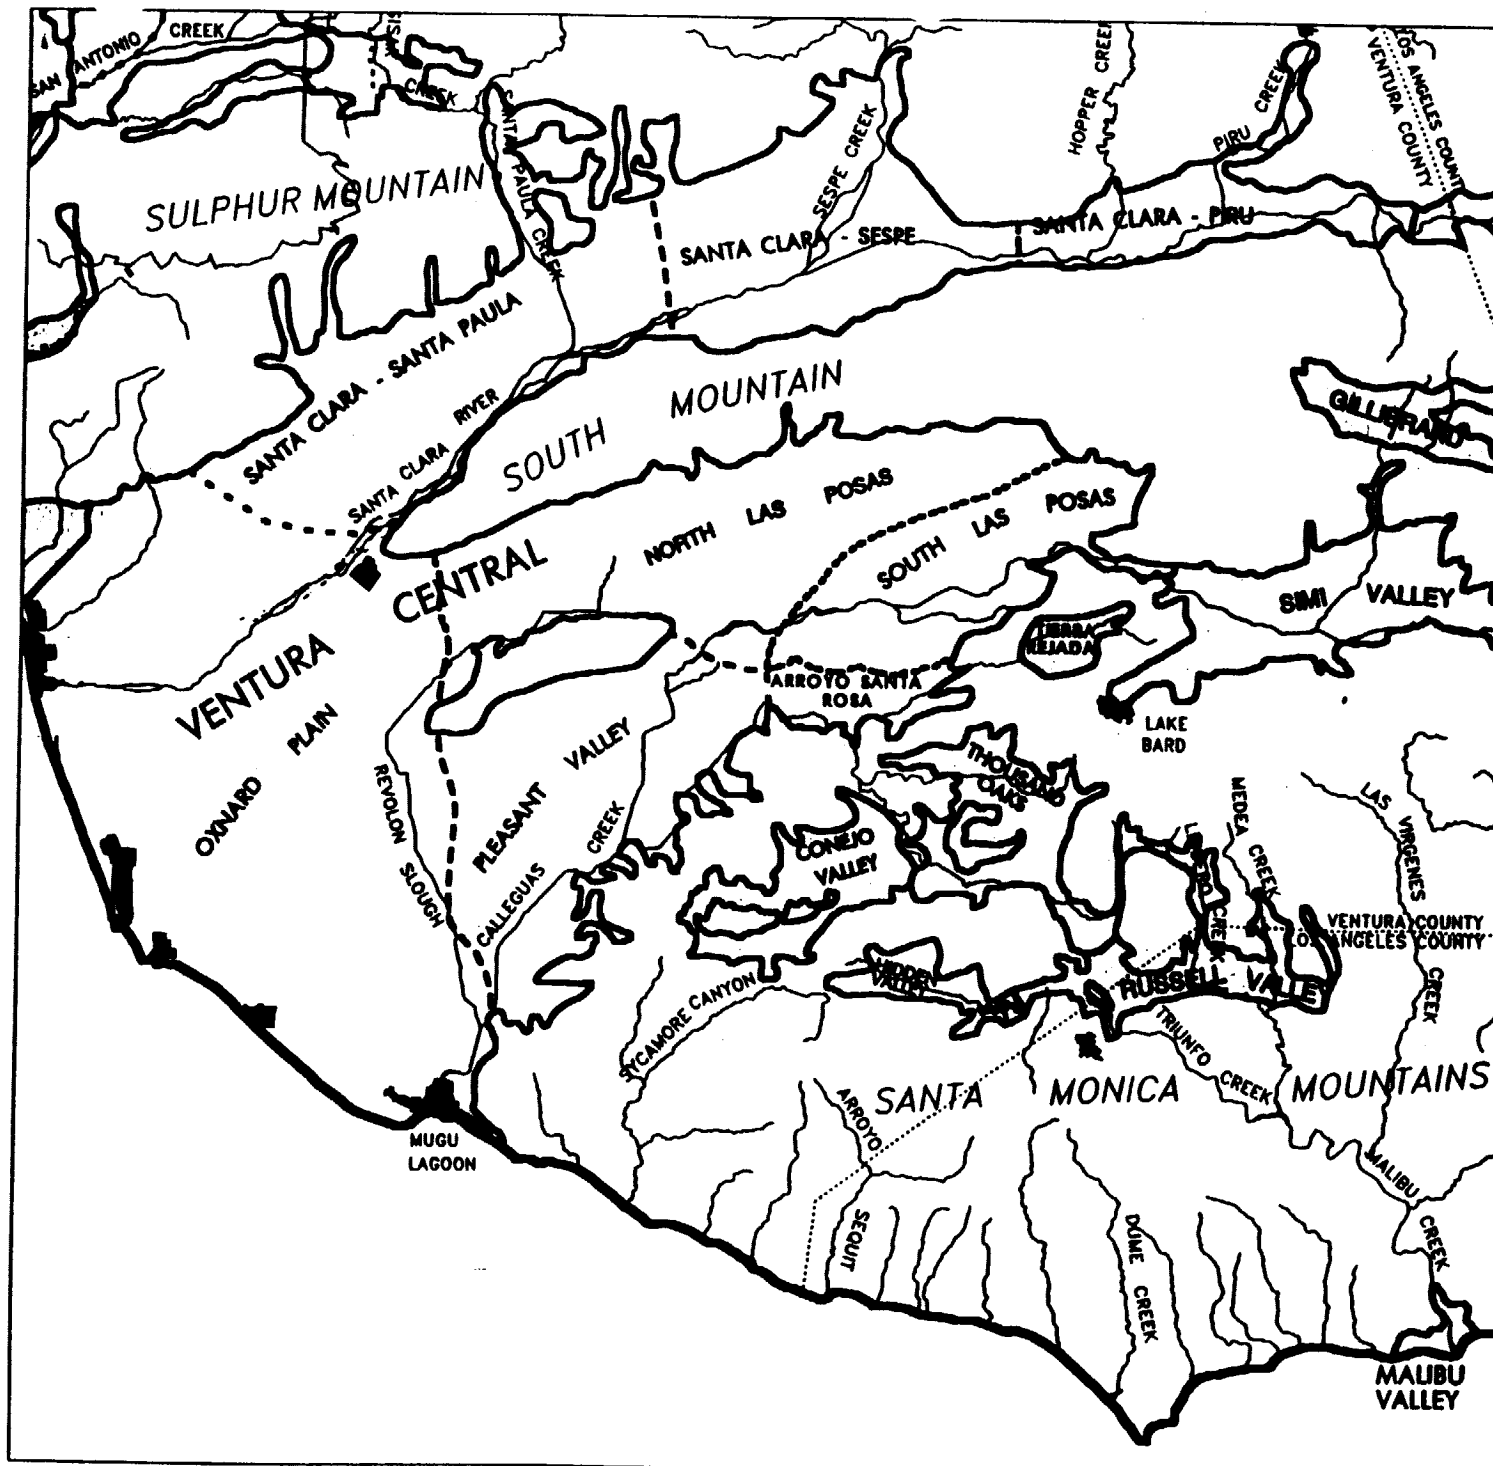 SAN ANTONIO CREEK
CREEK
SANTA PAULA CREEK
SULPHUR MOUNTAIN
SESPE CREEK
HOPPER CREEK
PIRU CREEK
LOS ANGELES COUNT
VENTURA COUNTY
SANTA CLARA - SESPE
SANTA CLARA - PIRU
SANTA CLARA - SANTA PAULA
SANTA CLARA RIVER
SOUTH MOUNTAIN
GILLIBRAND
NORTH LAS POSAS
SOUTH LAS POSAS
VENTURA CENTRAL
SIMI VALLEY
TIERRA
REJADA
ARROYO SANTA
ROSA
LAKE
BARD
OXNARD PLAIN
PLEASANT VALLEY
REVOLON SLOUGH
CALLEGUAS CREEK
THOUSAND
OAKS
CONEJO
VALLEY
MEDEA CREEK
LAS VIRGENES CREEK
CREEK
VENTURA COUNTY
LOS ANGELES COUNTY
HIDDEN
VALLEY
RUSSELL VALLEY
SYCAMORE CANYON
TRIUNFO CREEK
SANTA MONICA MOUNTAINS
ARROYO SEQUIT
MUGU
LAGOON
MALIBU CREEK
DUME CREEK
MALIBU
VALLEY